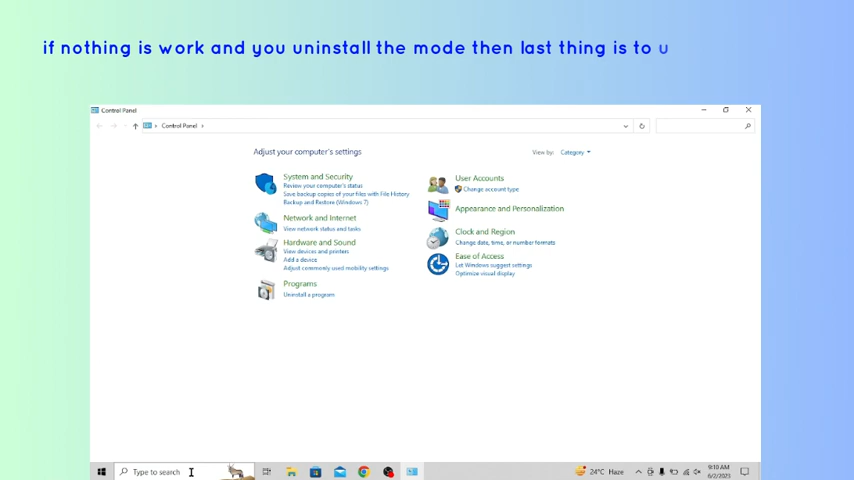 if nothing is work and you uninstall the mode then last thing is to u
Control Panel
Control Panel
Adjust your computer's settings
View by: Category
System and Security
Review your computer's status
Save backup copies of your files with File History
Backup and Restore (Windows 7)
Network and Internet
View network status and tasks
Hardware and Sound
View devices and printers
Add a device
Adjust commonly used mobility settings
Programs
Uninstall a program
User Accounts
Change account type
Appearance and Personalization
Clock and Region
Change date, time, or number formats
Ease of Access
Let Windows suggest settings
Optimize visual display
Type to search
24°C Haze
9:10 AM